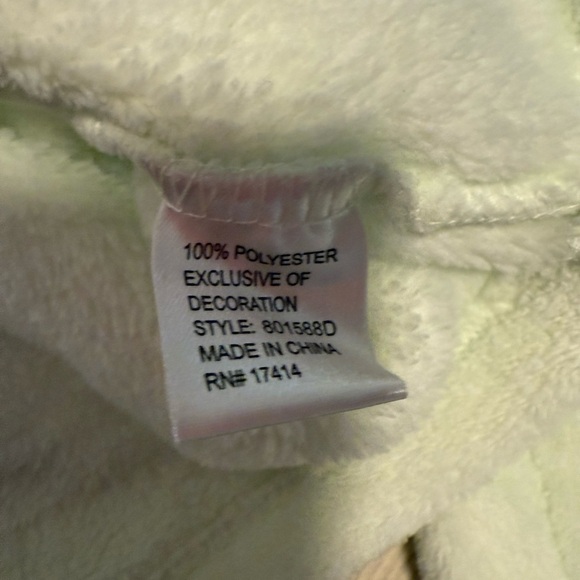 100% POLYESTER
EXCLUSIVE OF
DECORATION
STYLE: 801588D
MADE IN CHINA
RN# 17414